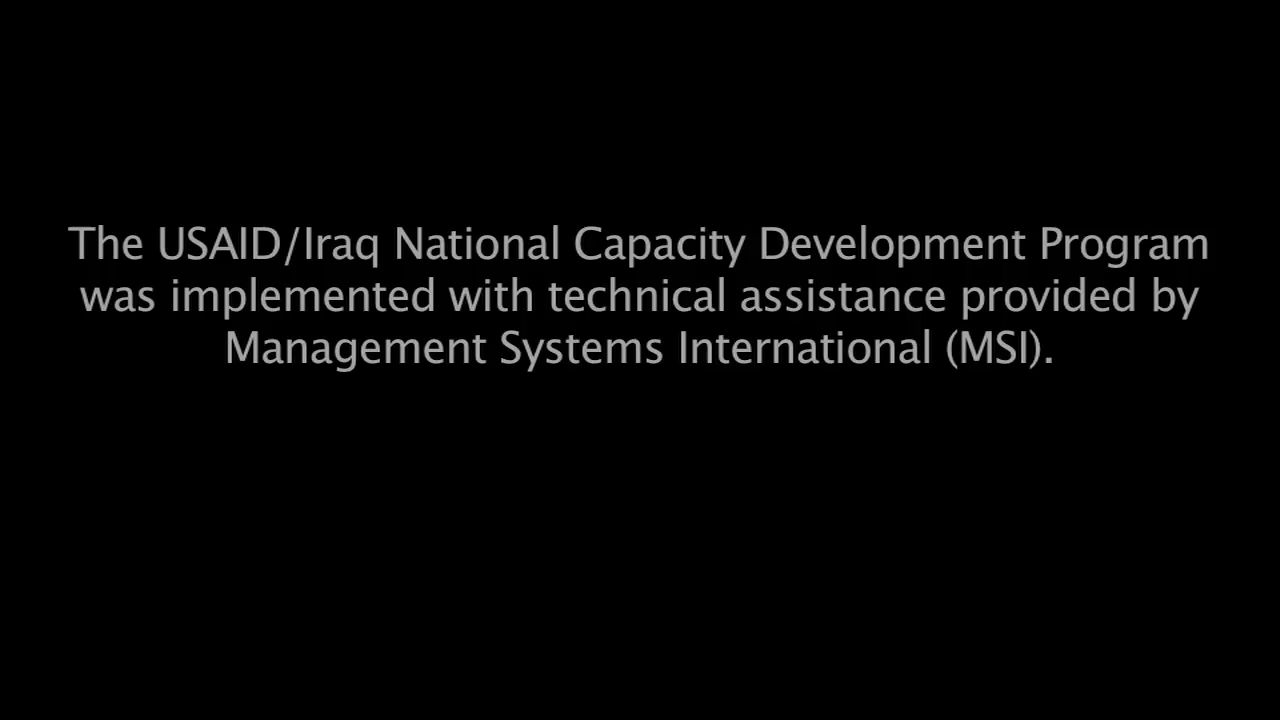 The USAID/Iraq National Capacity Development Program
was implemented with technical assistance provided by
Management Systems International (MSI).